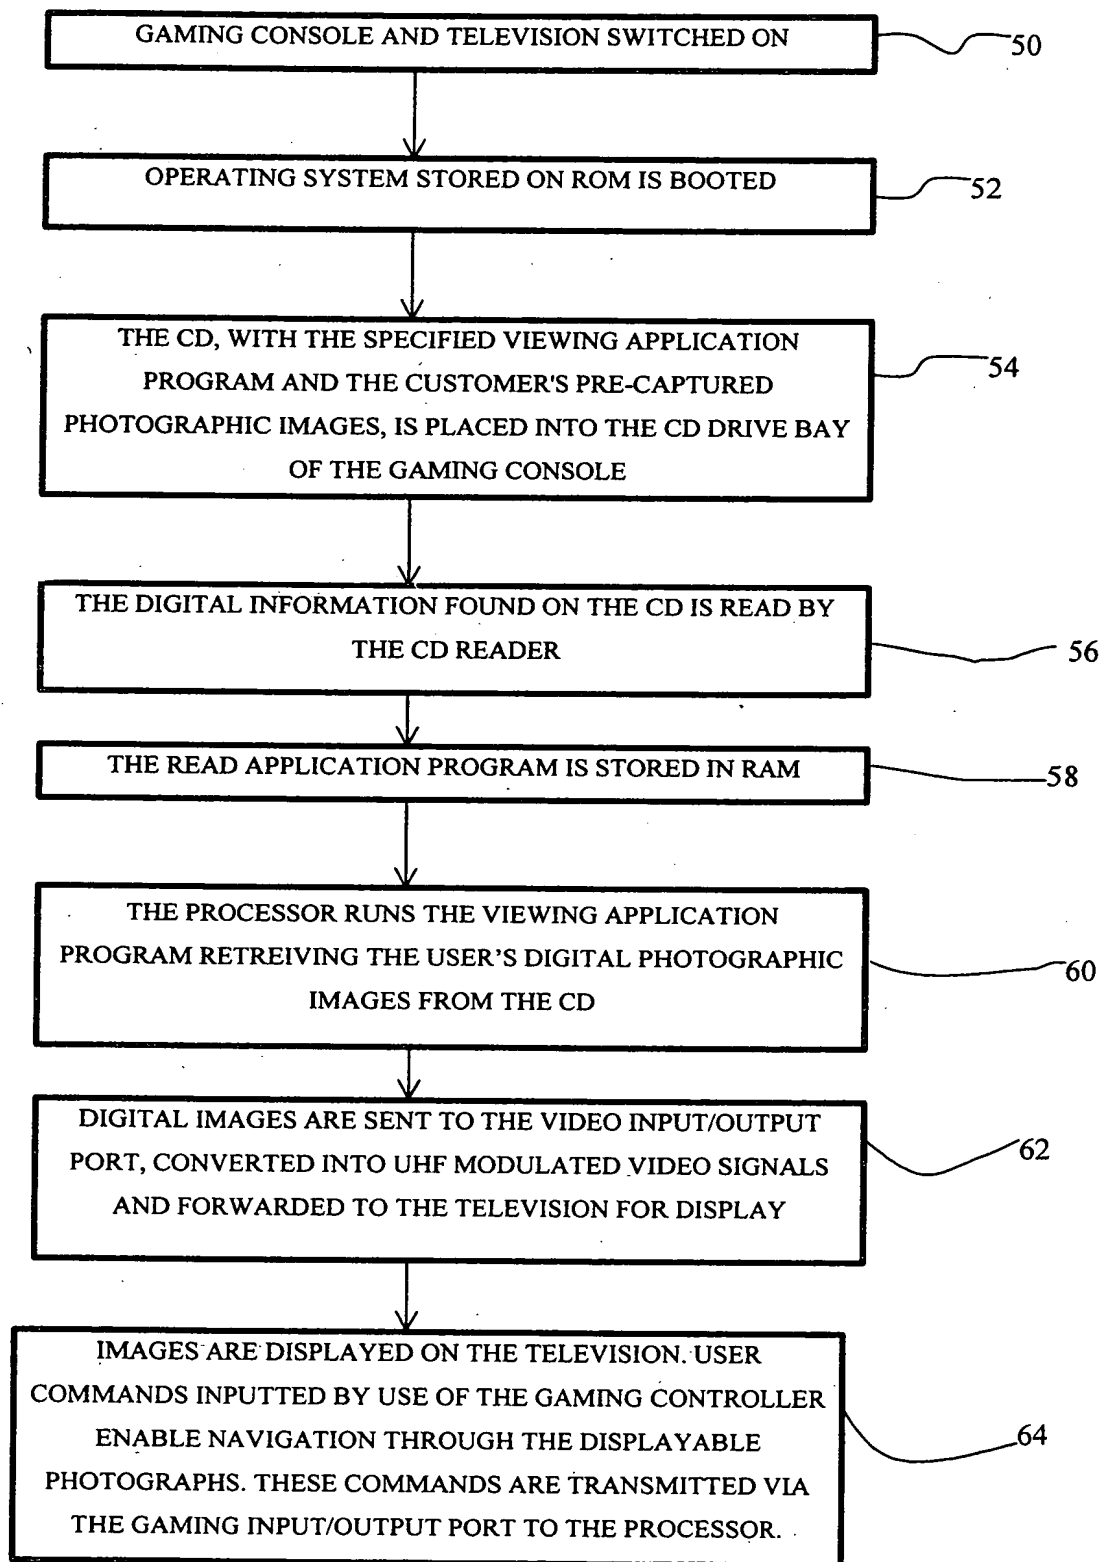 GAMING CONSOLE AND TELEVISION SWITCHED ON
50
OPERATING SYSTEM STORED ON ROM IS BOOTED
52
THE CD, WITH THE SPECIFIED VIEWING APPLICATION
PROGRAM AND THE CUSTOMER'S PRE-CAPTURED
PHOTOGRAPHIC IMAGES, IS PLACED INTO THE CD DRIVE BAY
OF THE GAMING CONSOLE
54
THE DIGITAL INFORMATION FOUND ON THE CD IS READ BY
THE CD READER
56
THE READ APPLICATION PROGRAM IS STORED IN RAM
58
THE PROCESSOR RUNS THE VIEWING APPLICATION
PROGRAM RETREIVING THE USER'S DIGITAL PHOTOGRAPHIC
IMAGES FROM THE CD
60
DIGITAL IMAGES ARE SENT TO THE VIDEO INPUT/OUTPUT
PORT, CONVERTED INTO UHF MODULATED VIDEO SIGNALS
AND FORWARDED TO THE TELEVISION FOR DISPLAY
62
IMAGES ARE DISPLAYED ON THE TELEVISION. USER
COMMANDS INPUTTED BY USE OF THE GAMING CONTROLLER
ENABLE NAVIGATION THROUGH THE DISPLAYABLE
PHOTOGRAPHS. THESE COMMANDS ARE TRANSMITTED VIA
THE GAMING INPUT/OUTPUT PORT TO THE PROCESSOR.
64